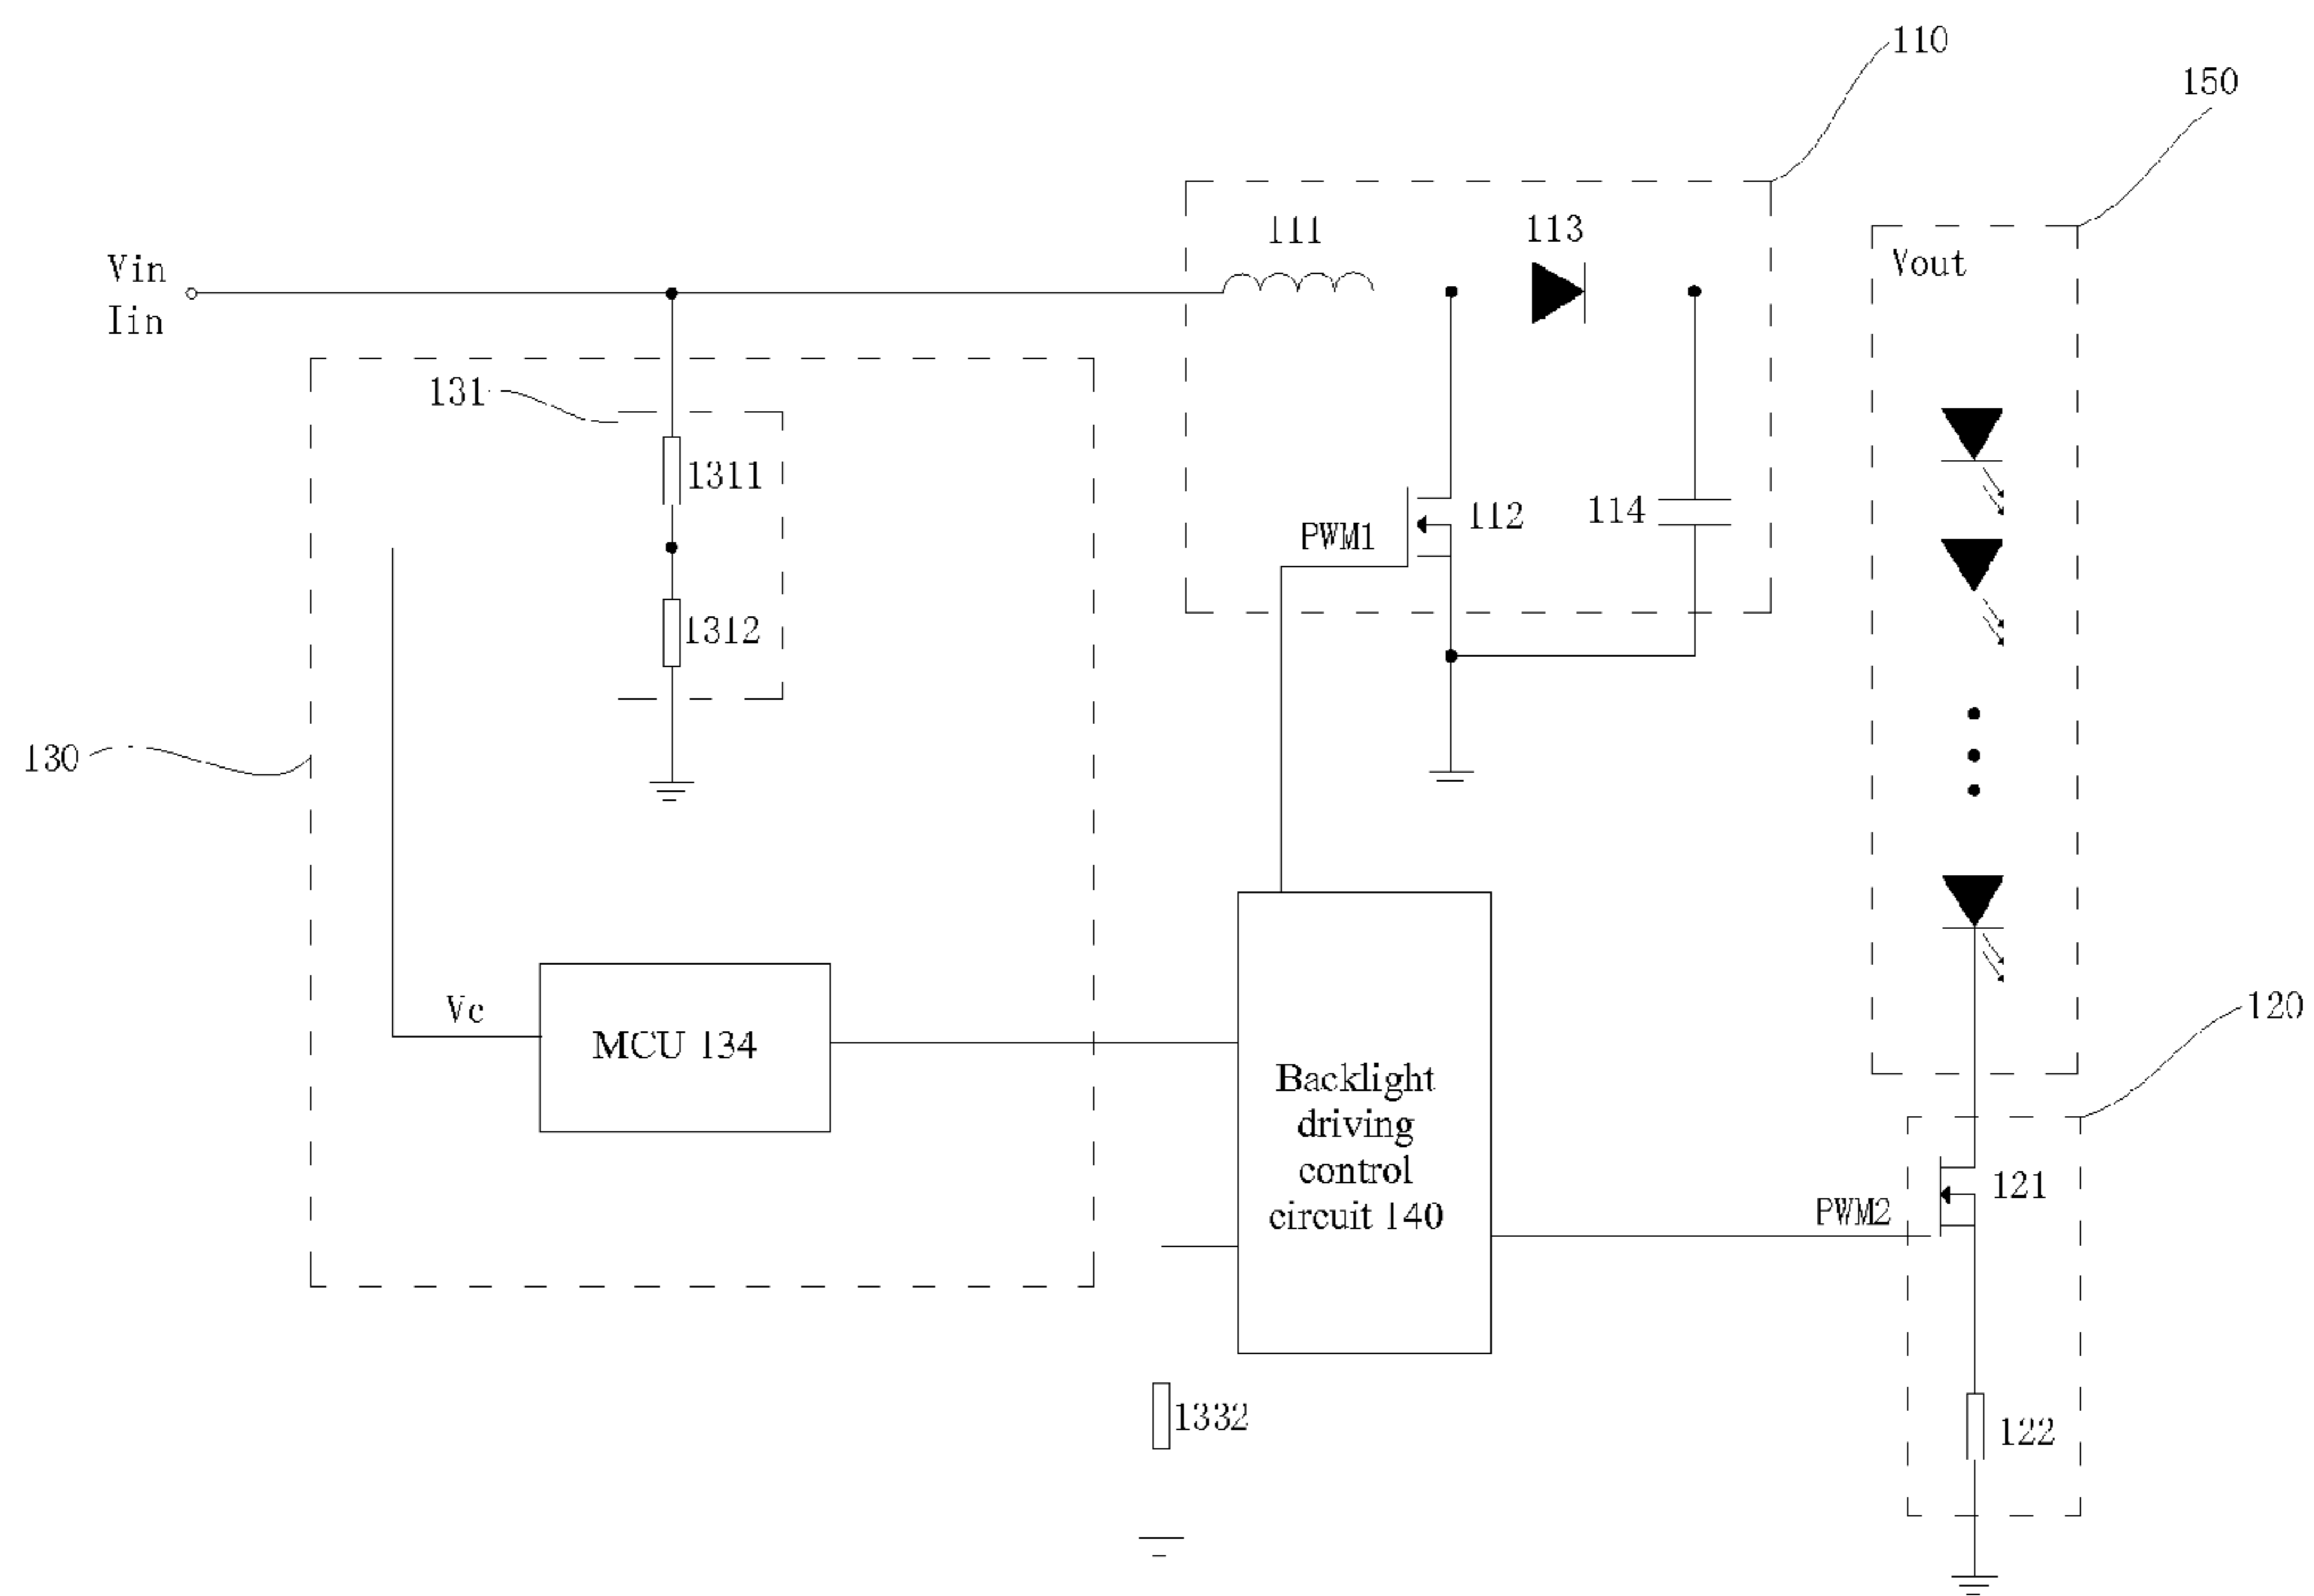 110
150
111
113
Vin
Vout
Iin
131
1311
112
114
PWM1
1312
130
120
Vc
MCU 134
Backlight
driving
control
circuit 140
121
PWM2
1332
122